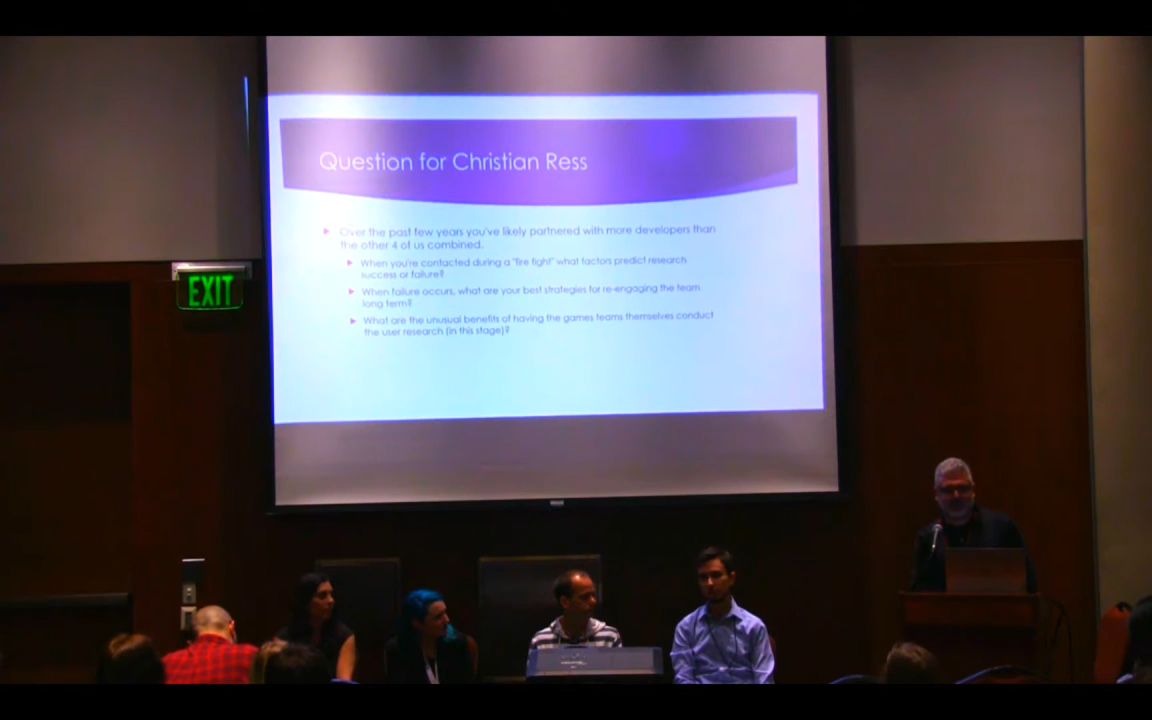 Question for Christian Ress
Over the past few years you've likely partnered with more developers than
the other 4 of us combined.
When you're contacted during a "fire fight" what factors predict research
success or failure?
When failure occurs, what are your best strategies for re-engaging the team
long term?
What are the unusual benefits of having the games teams themselves conduct
the user research (in this stage)?
EXIT